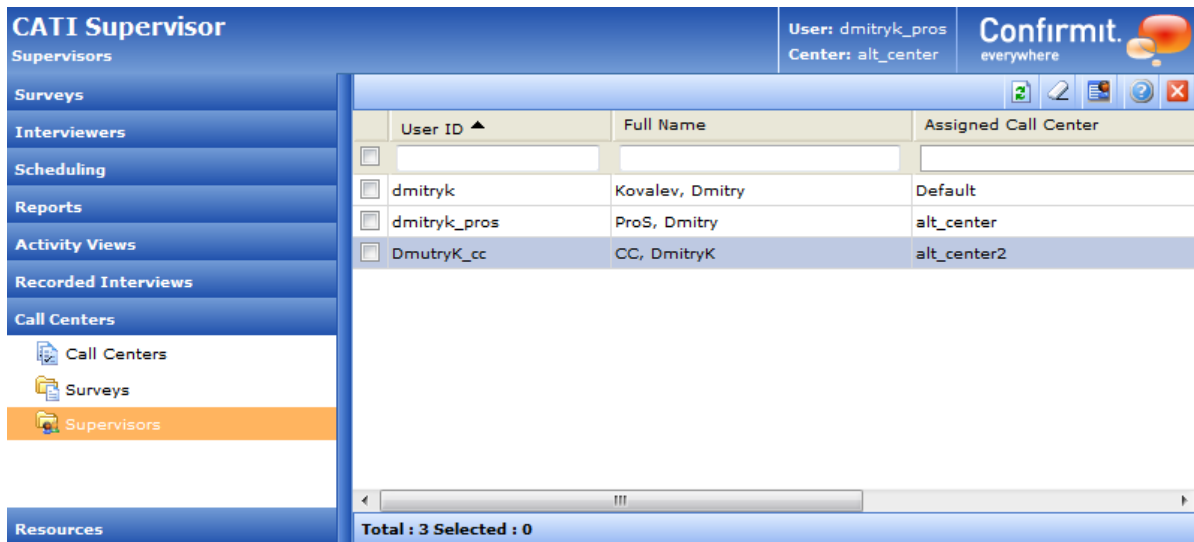 CATI Supervisor
Supervisors
User: dmitryk_pros
Center: alt_center
Confirmit.
everywhere
Surveys
Interviewers
Scheduling
Reports
Activity Views
Recorded Interviews
Call Centers
Call Centers
Surveys
Supervisors
Resources
User ID Full Name Assigned Call Center
dmitryk Kovalev, Dmitry Default
dmitryk_pros ProS, Dmitry alt_center
DmutryK_cc CC, DmitryK alt_center2
Total : 3 Selected : 0